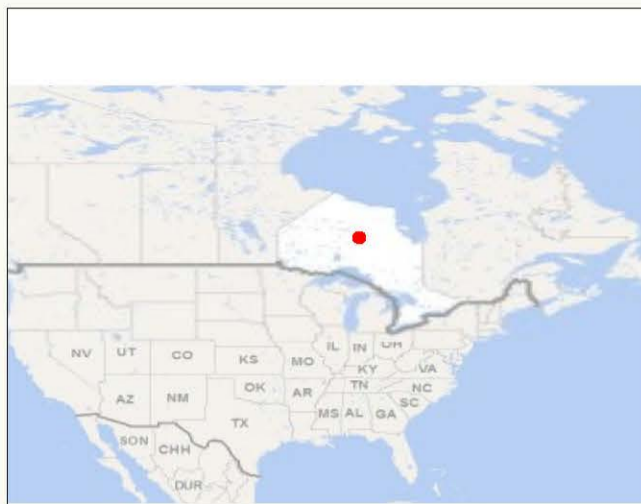 IL
IN
OH
NV
UT
CO
KS
MO
KY
VA
OK
AR
TN
NC
AZ
NM
SC
MS
AL
GA
TX
SON
CHH
DUR